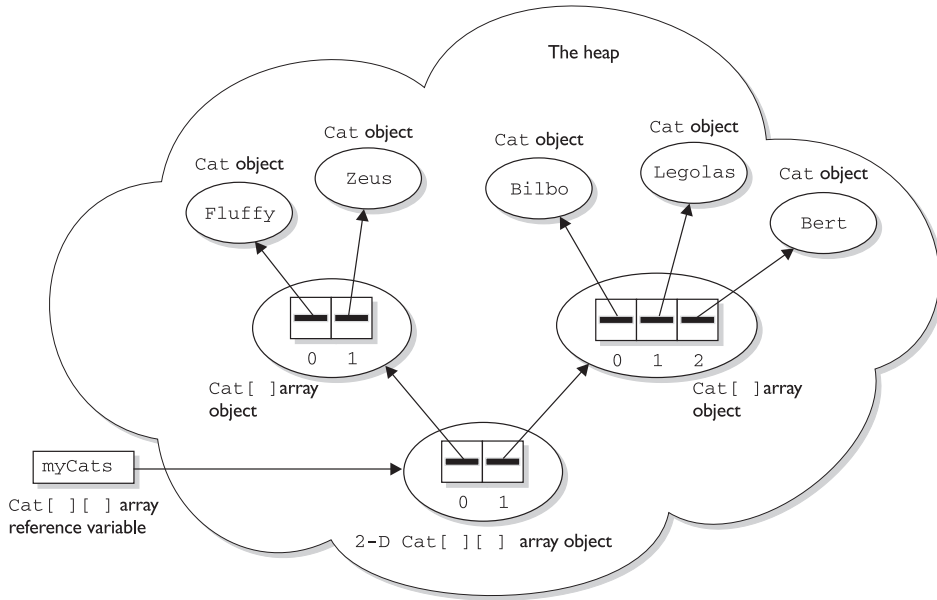 The heap
Cat object
Zeus
Cat object
Fluffy
Cat object
Bilbo
Cat object
Legolas
Cat object
Bert
0 1
Cat[ ]array
object
0 1 2
Cat[ ]array
object
myCats
Cat[ ][ ] array
reference variable
0 1
2-D Cat[ ][ ] array object